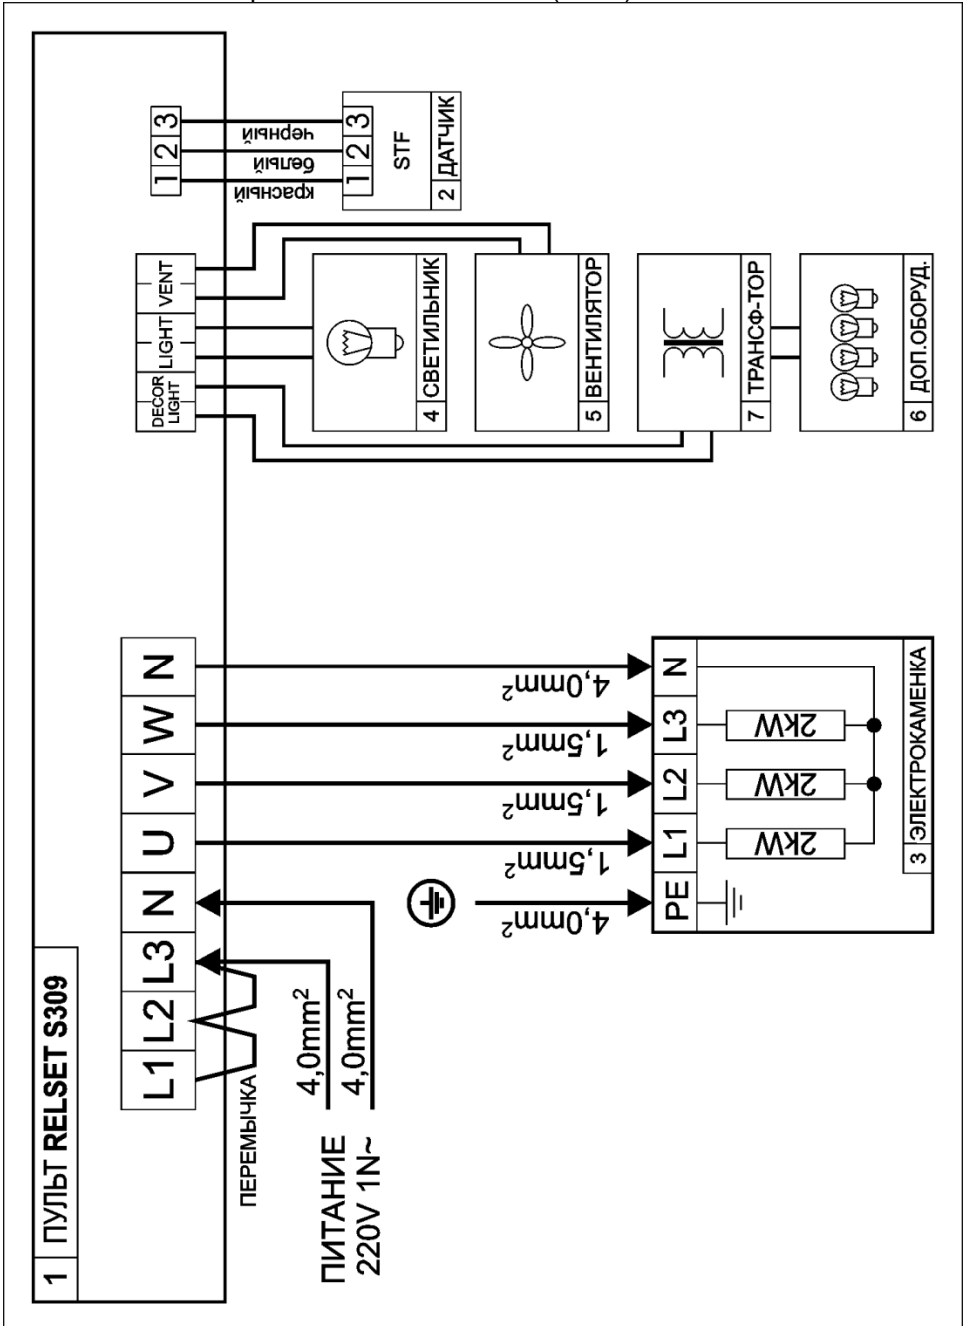 1 ПУЛЬТ RELSET S309
L1 L2 L3 N U V W N
DECOR LIGHT
LIGHT
VENT
1 2 3
ПЕРЕМЫЧКА
ПИТАНИЕ
220V 1N~
4,0mm²
4,0mm²
4,0mm²
1,5mm²
1,5mm²
1,5mm²
4,0mm²
красный
белый
черный
1 2 3
STF
2 ДАТЧИК
4 СВЕТИЛЬНИК
5 ВЕНТИЛЯТОР
7 ТРАНСФ-ТОР
6 ДОП.ОБОРУД.
PE L1 L2 L3 N
2kW
2kW
2kW
3 ЭЛЕКТРОКАМЕНКА